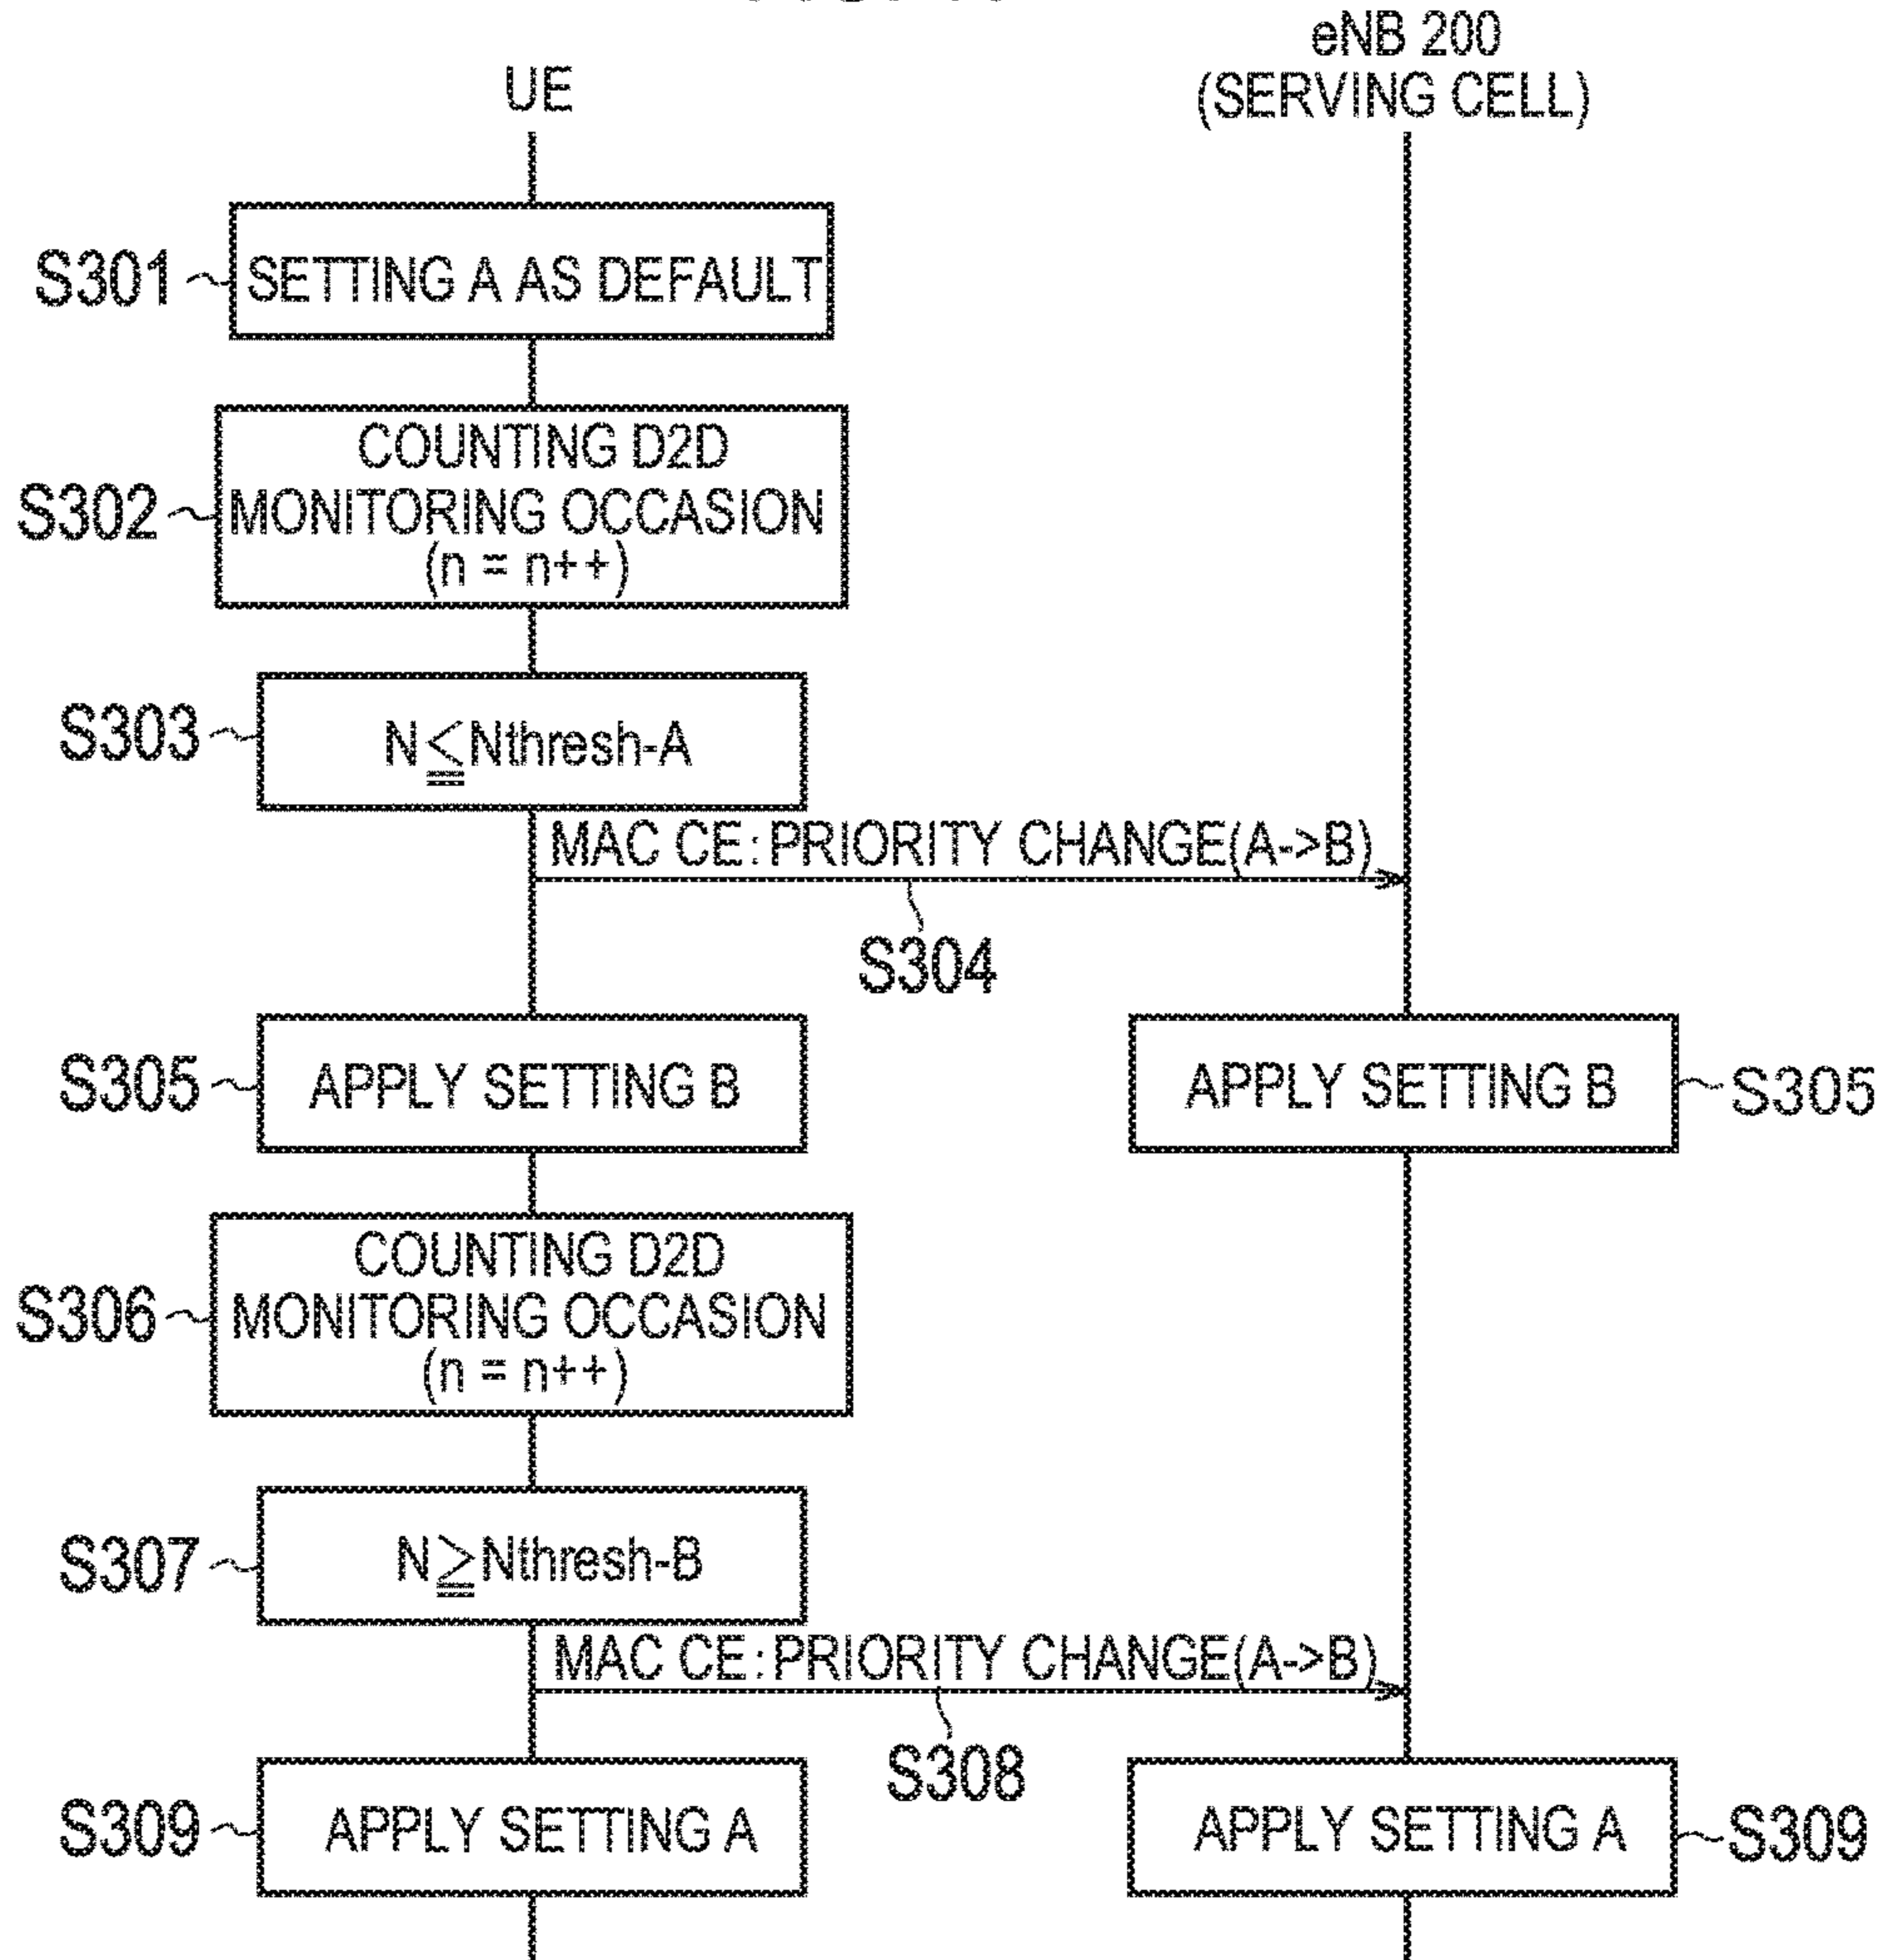 UE
eNB 200
(SERVING CELL)
S301
SETTING A AS DEFAULT
S302
COUNTING D2D
MONITORING OCCASION
(n = n++)
S303
N≦Nthresh-A
MAC CE:PRIORITY CHANGE(A->B)
S304
S305
APPLY SETTING B
APPLY SETTING B
S305
S306
COUNTING D2D
MONITORING OCCASION
(n = n++)
S307
N≧Nthresh-B
MAC CE:PRIORITY CHANGE(A->B)
S308
S309
APPLY SETTING A
APPLY SETTING A
S309